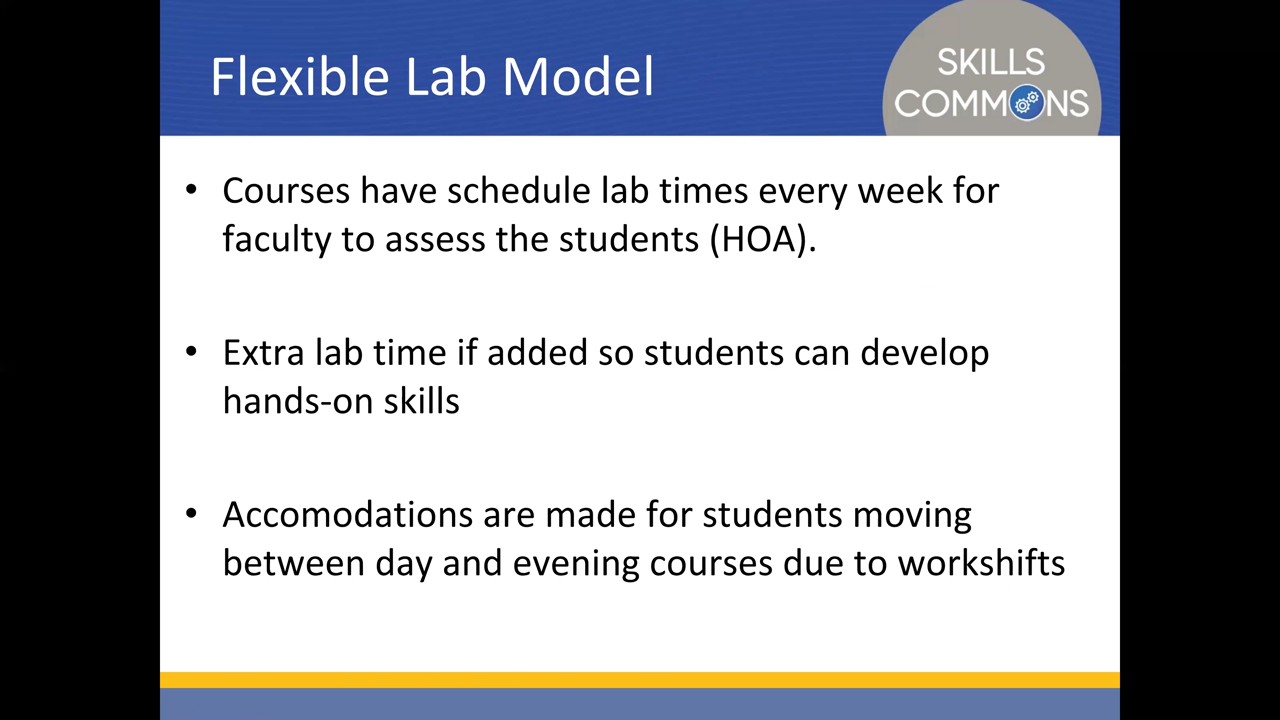 Flexible Lab Model
SKILLS
COMMONS
• Courses have schedule lab times every week for
faculty to assess the students (HOA).
• Extra lab time if added so students can develop
hands-on skills
• Accomodations are made for students moving
between day and evening courses due to workshifts